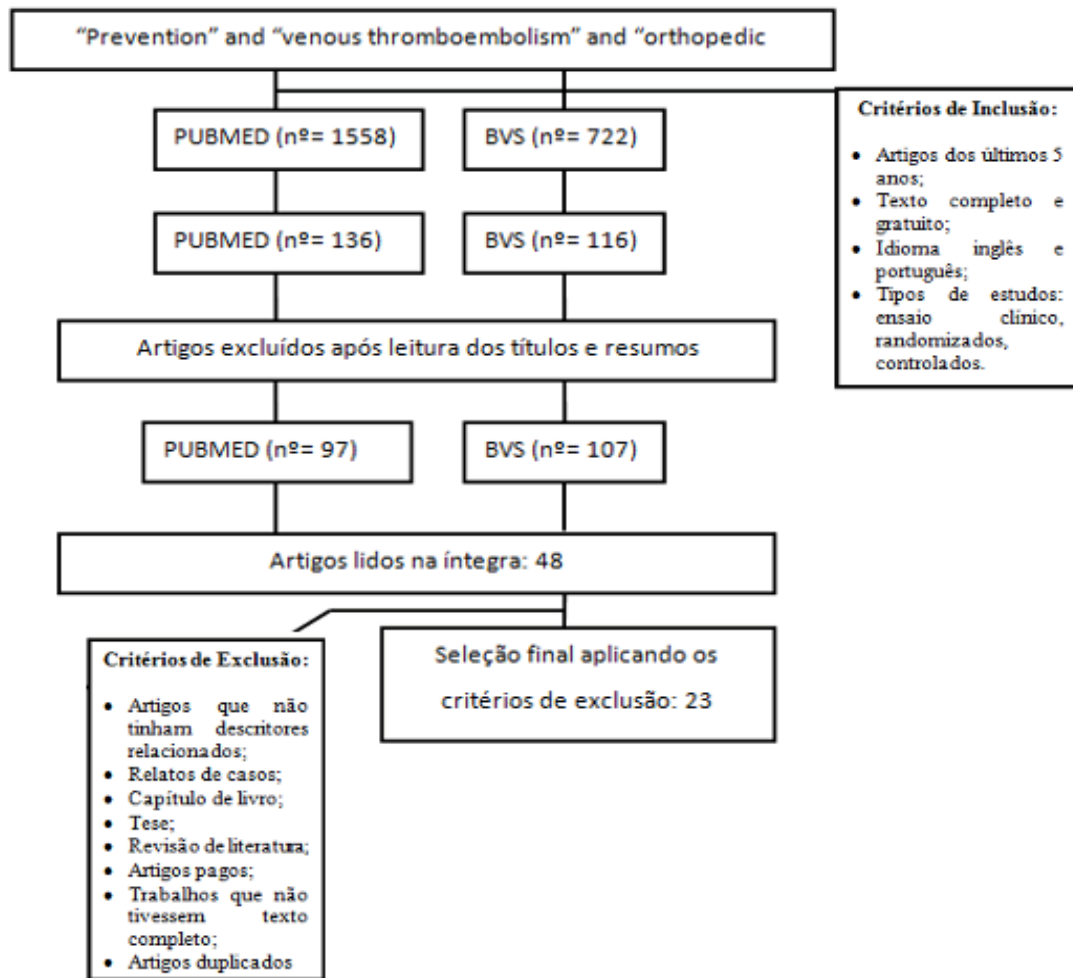 “Prevention” and “venous thromboembolism” and “orthopedic
PUBMED (nº= 1558)
BVS (nº= 722)
PUBMED (nº= 136)
BVS (nº= 116)
Critérios de Inclusão:
• Artigos dos últimos 5
anos;
• Texto completo e
gratuito;
• Idioma inglês e
português;
• Tipos de estudos:
ensaio clínico,
randomizados,
controlados.
Artigos excluídos após leitura dos títulos e resumos
PUBMED (nº= 97)
BVS (nº= 107)
Artigos lidos na íntegra: 48
Critérios de Exclusão:
• Artigos que não
tinham descritores
relacionados;
• Relatos de casos;
• Capítulo de livro;
• Tese;
• Revisão de literatura;
• Artigos pagos;
• Trabalhos que não
tivessem texto
completo;
• Artigos duplicados
Seleção final aplicando os
critérios de exclusão: 23